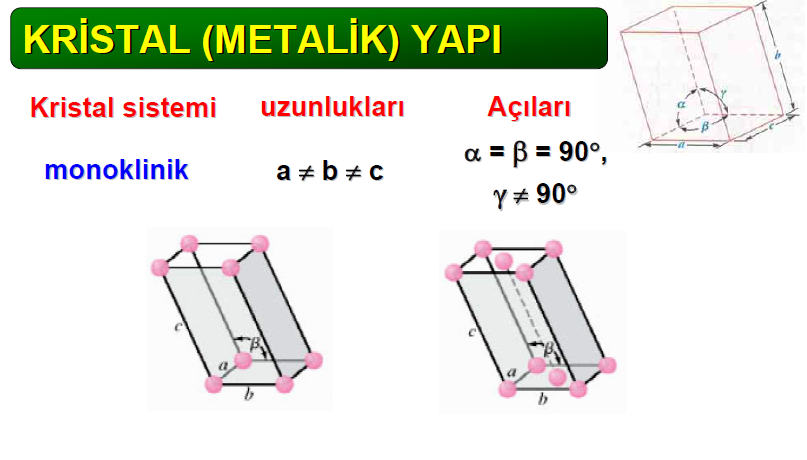 KRİSTAL (METALİK) YAPI
Kristal sistemi uzunlukları Açıları
monoklinik a ≠ b ≠ c α = β = 90°,
γ ≠ 90°
α γ b
β c
a
c β
a
b
c β
a
b